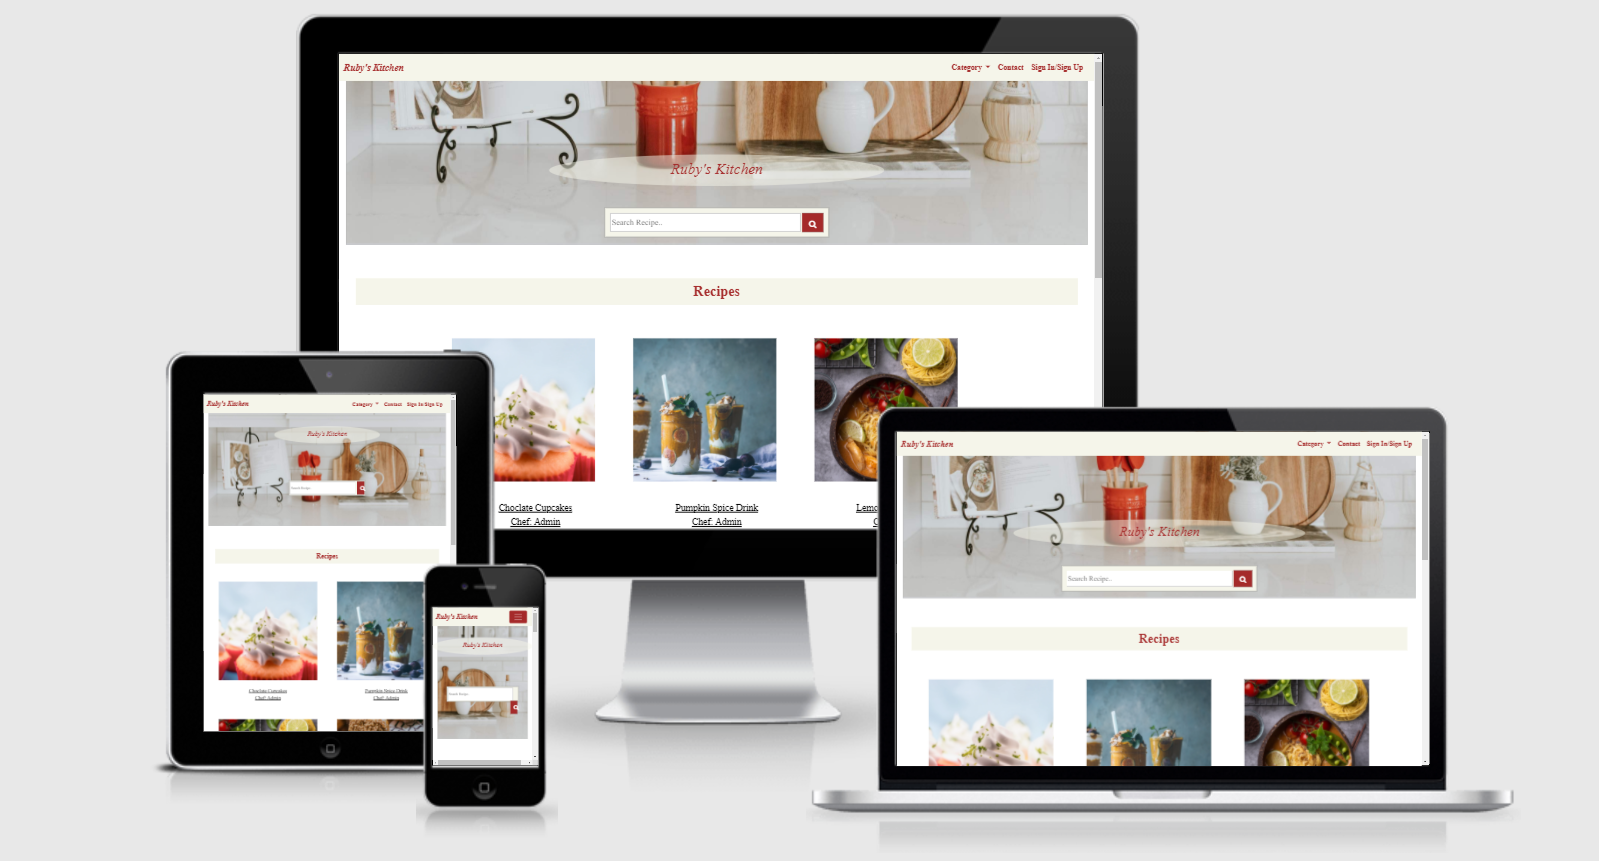 Ruby's Kitchen
Category Contact Sign In/Sign Up
Ruby's Kitchen
Search Recipe..
Recipes
Choclate Cupcakes
Chef: Admin
Pumpkin Spice Drink
Chef: Admin
Lemo
C
Ruby's Kitchen
Category Contact Sign In/Sign Up
Ruby's Kitchen
Search Recipe..
Recipes
Choclate Cupcakes
Chef: Admin
Pumpkin Spice Drink
Chef: Admin
Ruby's Kitchen
Ruby's Kitchen
Search Recipe..
Ruby's Kitchen
Category Contact Sign In/Sign Up
Ruby's Kitchen
Search Recipe..
Recipes